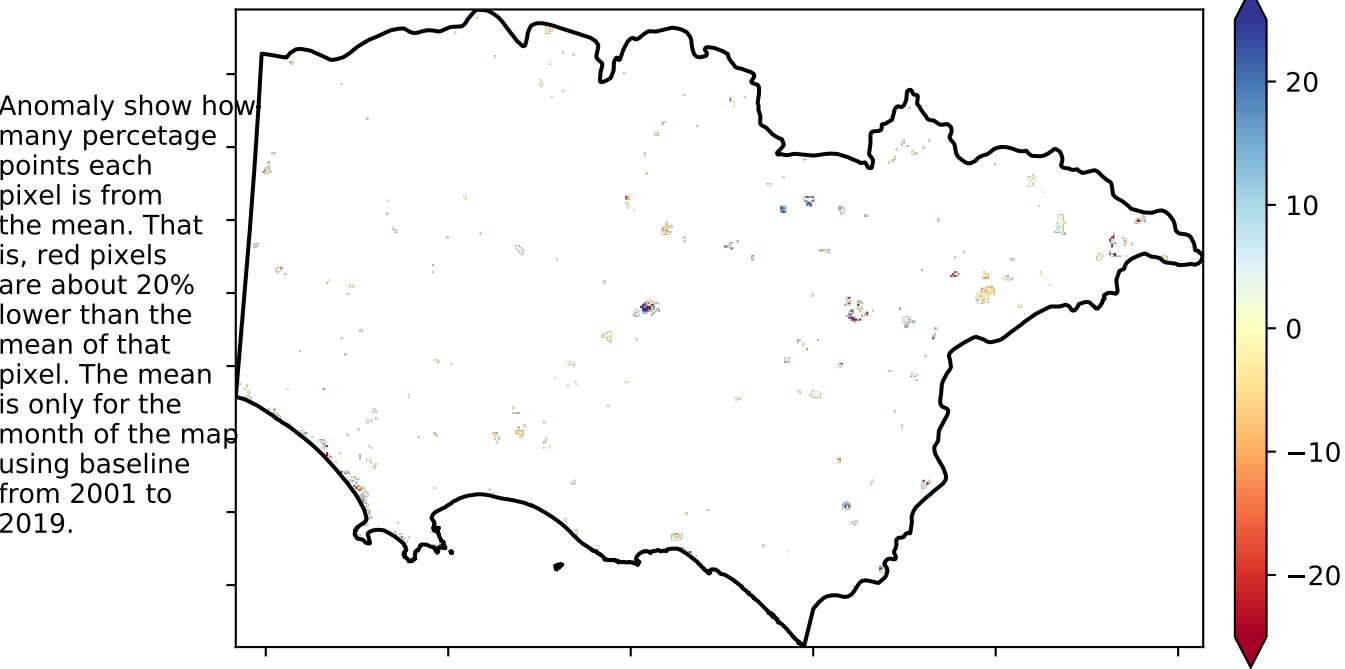 Anomaly show how
many percetage
points each
pixel is from
the mean. That
is, red pixels
are about 20%
lower than the
mean of that
pixel. The mean
is only for the
month of the map
using baseline
from 2001 to
2019.
20
10
0
−10
−20